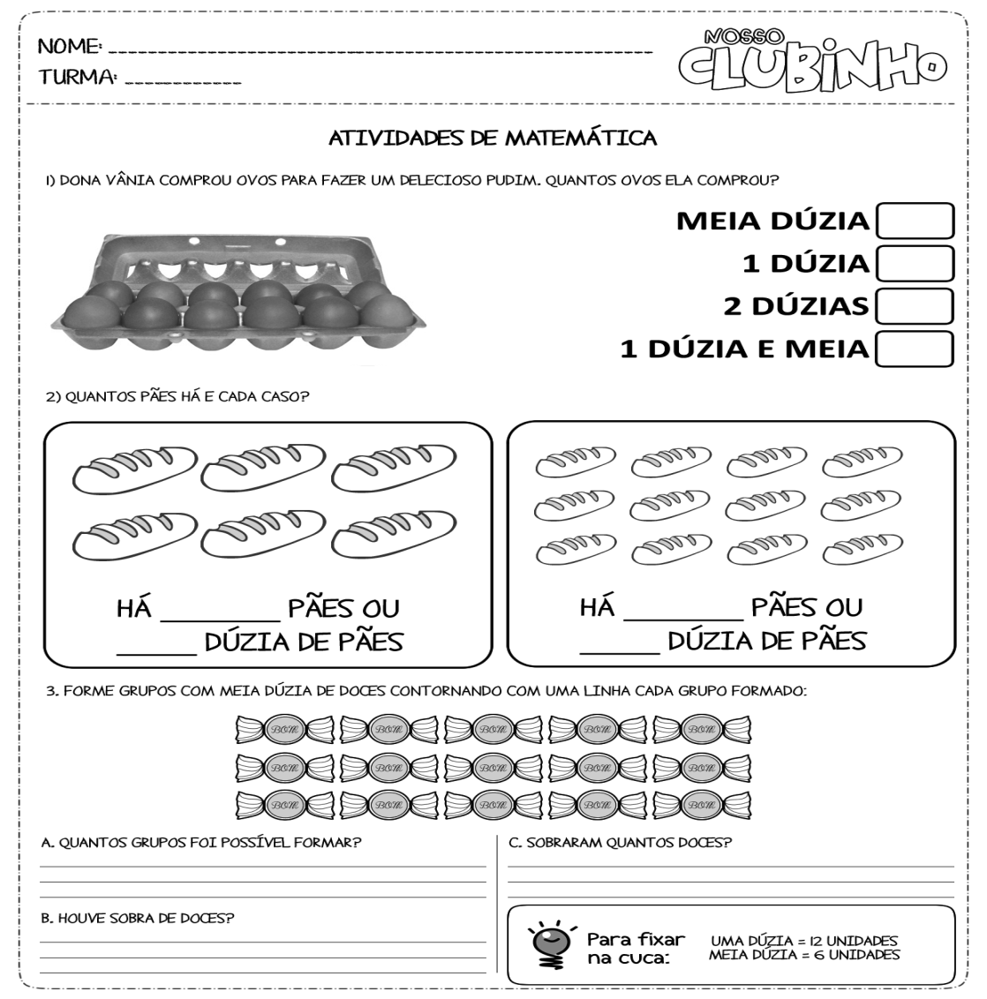 NOME: ____________________
TURMA: ____________
NOSSO
CLUBINHO
ATIVIDADES DE MATEMÁTICA
1) DONA VÂNIA COMPROU OVOS PARA FAZER UM DELECIOSO PUDIM. QUANTOS OVOS ELA COMPROU?
MEIA DÚZIA
1 DÚZIA
2 DÚZIAS
1 DÚZIA E MEIA
2) QUANTOS PÃES HÁ E CADA CASO?
HÁ ________ PÃES OU
______ DÚZIA DE PÃES
HÁ ________ PÃES OU
______ DÚZIA DE PÃES
3. FORME GRUPOS COM MEIA DÚZIA DE DOCES CONTORNANDO COM UMA LINHA CADA GRUPO FORMADO:
BOM BOM BOM BOM BOM
BOM BOM BOM BOM BOM
BOM BOM BOM BOM BOM
A. QUANTOS GRUPOS FOI POSSÍVEL FORMAR?
B. HOUVE SOBRA DE DOCES?
C. SOBRARAM QUANTOS DOCES?
Para fixar
na cuca:
UMA DÚZIA = 12 UNIDADES
MEIA DÚZIA = 6 UNIDADES